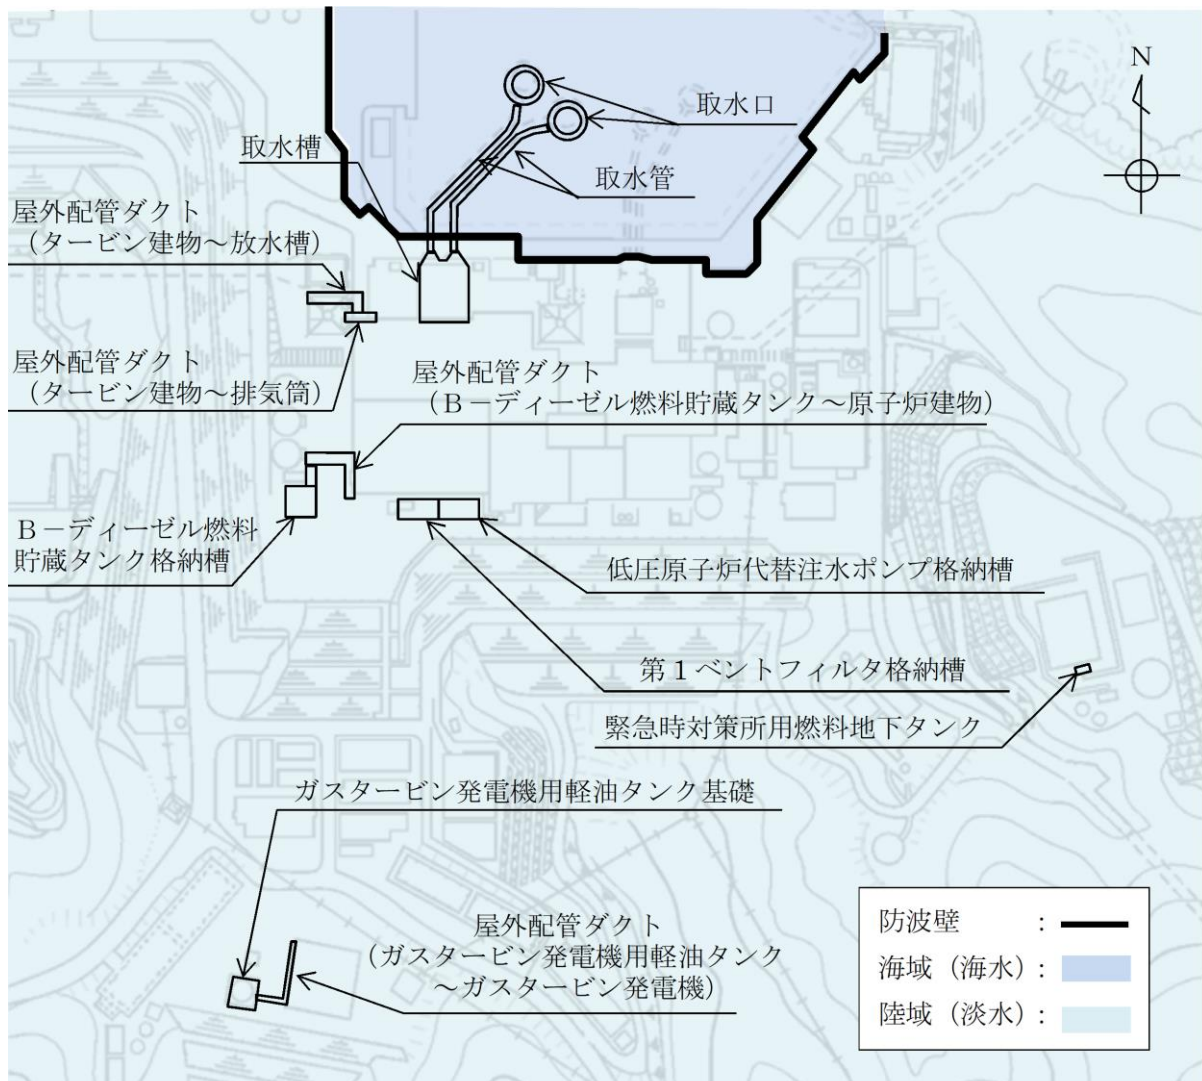 N
取水口
取水槽
取水管
屋外配管ダクト
（タービン建物～放水槽）
屋外配管ダクト
（タービン建物～排気筒）
屋外配管ダクト
（Ｂ－ディーゼル燃料貯蔵タンク～原子炉建物）
Ｂ－ディーゼル燃料
貯蔵タンク格納槽
低圧原子炉代替注水ポンプ格納槽
第１ベントフィルタ格納槽
緊急時対策所用燃料地下タンク
ガスタービン発電機用軽油タンク基礎
屋外配管ダクト
（ガスタービン発電機用軽油タンク
～ガスタービン発電機）
防波壁　　：
海域（海水）：
陸域（淡水）：